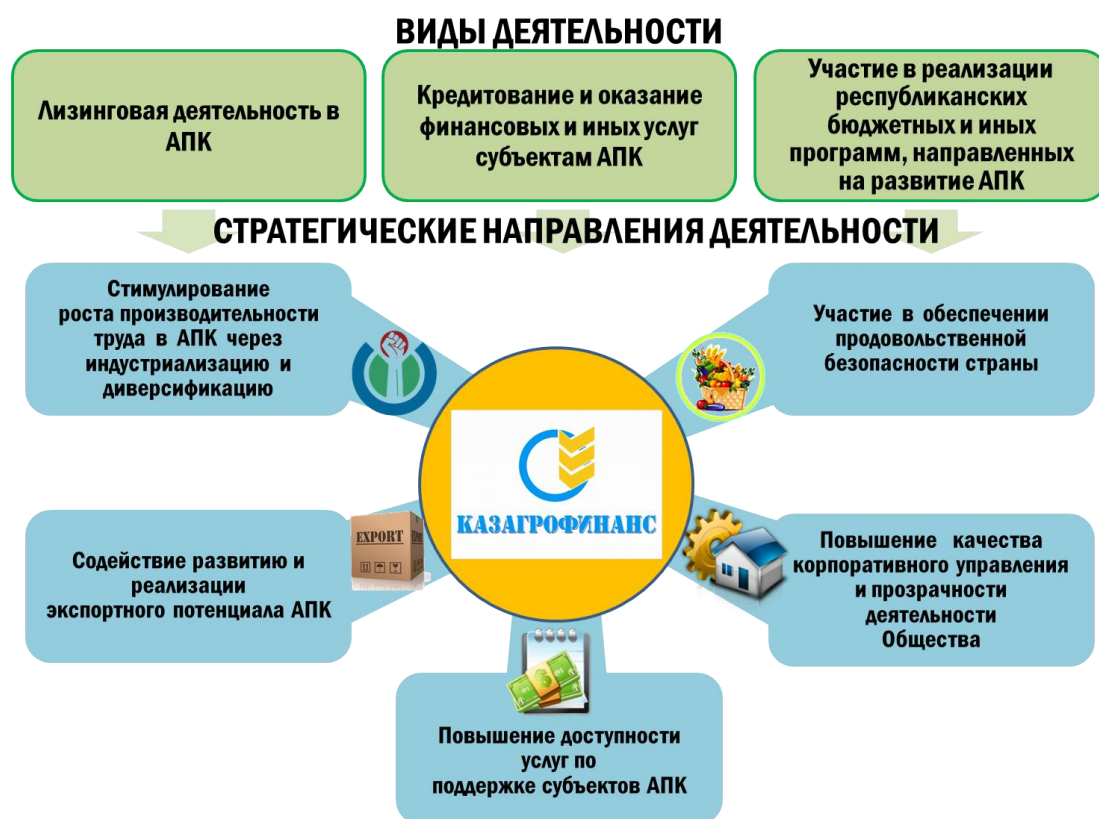 ВИДЫ ДЕЯТЕЛЬНОСТИ
Лизинговая деятельность в
АПК
Кредитование и оказание
финансовых и иных услуг
субъектам АПК
Участие в реализации
республиканских
бюджетных и иных
программ, направленных
на развитие АПК
СТРАТЕГИЧЕСКИЕ НАПРАВЛЕНИЯ ДЕЯТЕЛЬНОСТИ
Стимулирование
роста производительности
труда в АПК через
индустриализацию и
диверсификацию
Участие в обеспечении
продовольственной
безопасности страны
КАЗАГРОФИНАНС
EXPORT
Содействие развитию и
реализации
экспортного потенциала АПК
Повышение качества
корпоративного управления
и прозрачности
деятельности
Общества
Повышение доступности
услуг по
поддержке субъектов АПК